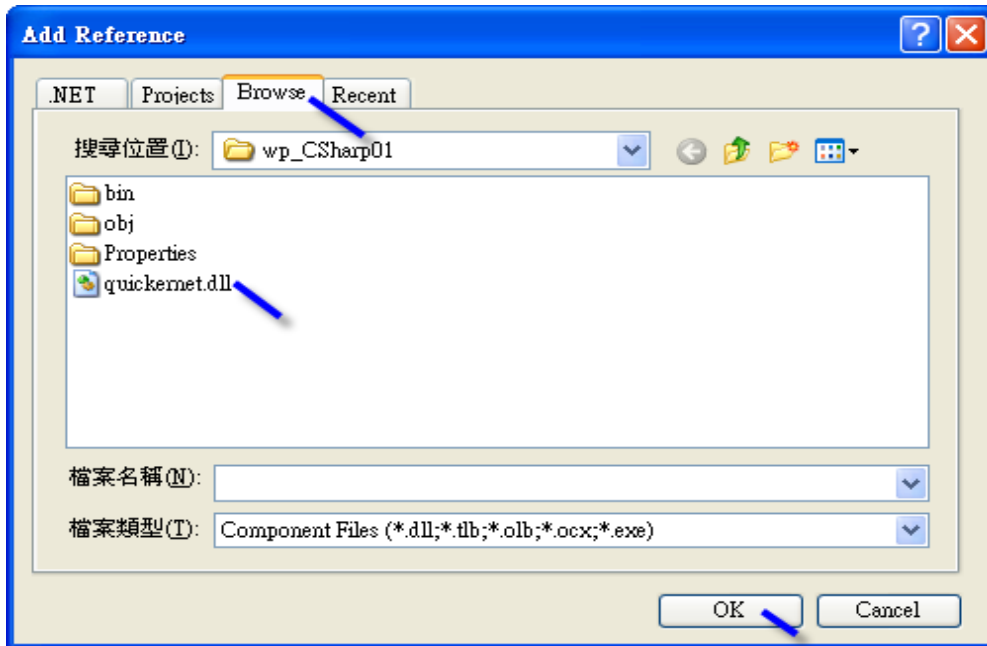 Add Reference
.NET Projects Browse Recent
搜尋位置(I): wp_CSharp01
bin
obj
Properties
quickernet.dll
檔案名稱(N):
檔案類型(T): Component Files (*.dll;*.tlb;*.olb;*.ocx;*.exe)
OK Cancel